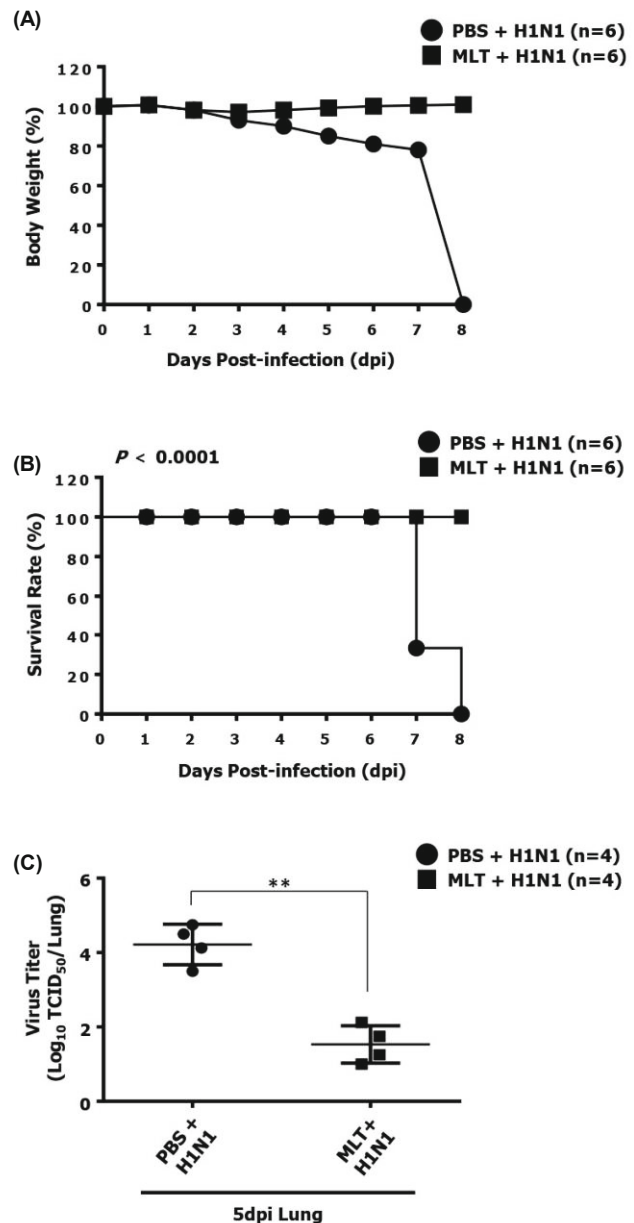 (A)
PBS + H1N1 (n=6)
MLT + H1N1 (n=6)
120
100
80
60
40
20
0
Body Weight (%)
0 1 2 3 4 5 6 7 8
Days Post-infection (dpi)
(B)
P < 0.0001
PBS + H1N1 (n=6)
MLT + H1N1 (n=6)
120
100
80
60
40
20
0
Survival Rate (%)
0 1 2 3 4 5 6 7 8
Days Post-infection (dpi)
(C)
PBS + H1N1 (n=4)
MLT + H1N1 (n=4)
**
6
4
2
0
Virus Titer
(Log₁₀ TCID₅₀/Lung)
PBS +
H1N1
MLT+
H1N1
5dpi Lung